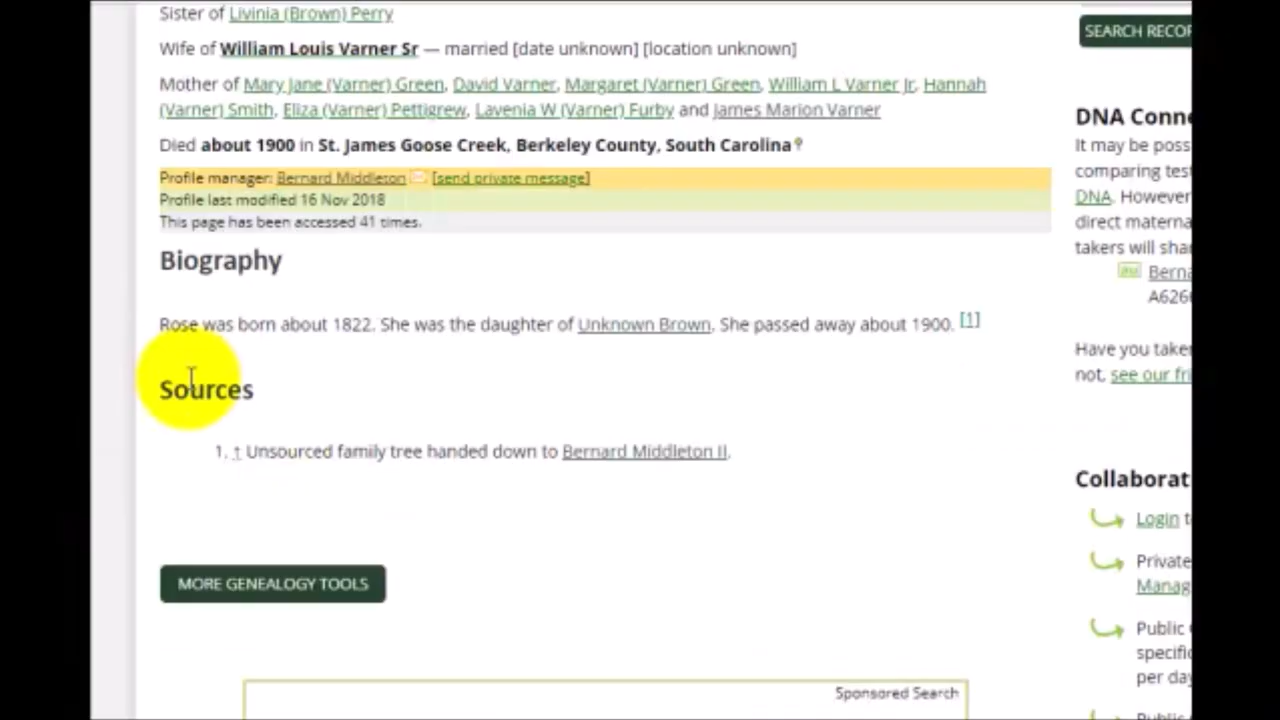 Sister of Livinia (Brown) Perry
Wife of William Louis Varner Sr — married [date unknown] [location unknown]
Mother of Mary Jane (Varner) Green, David Varner, Margaret (Varner) Green, William L Varner Jr, Hannah
(Varner) Smith, Eliza (Varner) Pettigrew, Lavenia W (Varner) Furby and James Marion Varner
Died about 1900 in St. James Goose Creek, Berkeley County, South Carolina
Profile manager: Bernard Middleton [send private message]
Profile last modified 16 Nov 2018
This page has been accessed 41 times.
Biography
Rose was born about 1822. She was the daughter of Unknown Brown. She passed away about 1900. [1]
Sources
1. ↑ Unsourced family tree handed down to Bernard Middleton II.
MORE GENEALOGY TOOLS
Sponsored Search
SEARCH RECOR
DNA Conne
It may be poss
comparing test
DNA. However
direct materna
takers will shar
Berna
A626
Have you taken
not, see our fri
Collaborat
Login t
Private
Manag
Public
specific
per day
Public